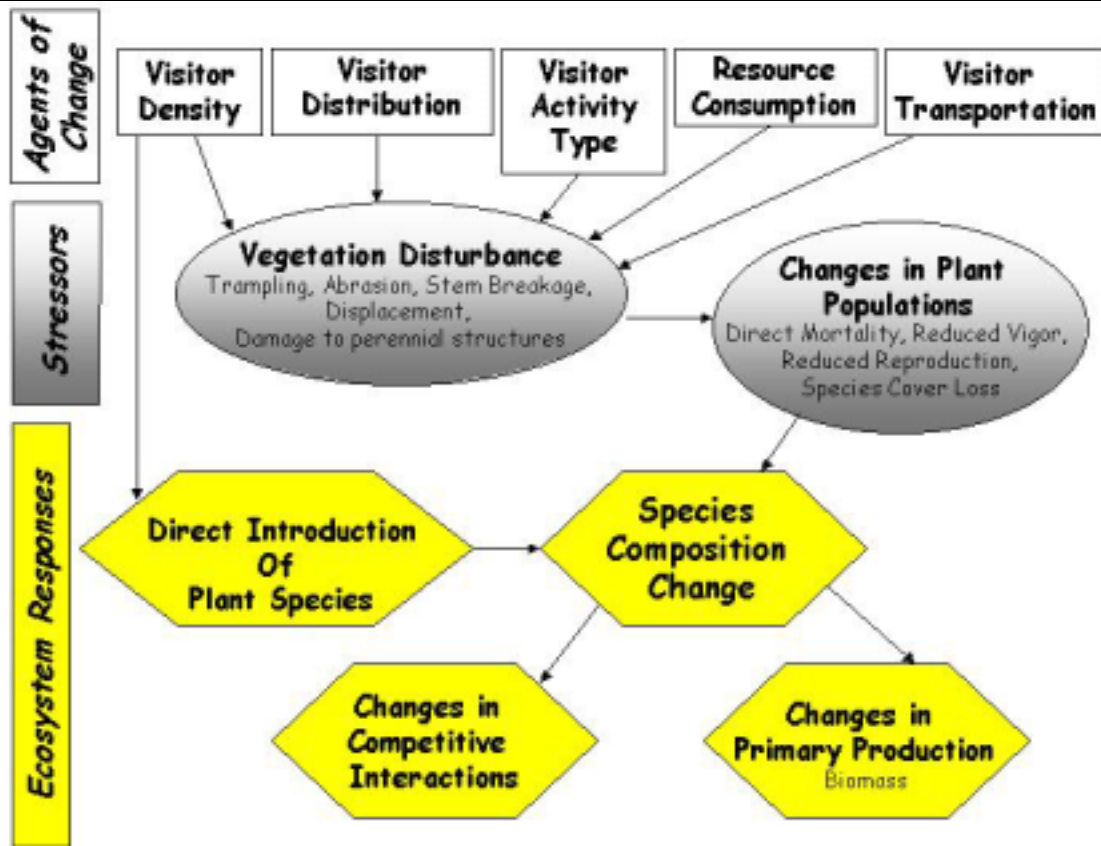 Agents of
Change
Visitor
Density
Visitor
Distribution
Visitor
Activity
Type
Resource
Consumption
Visitor
Transportation
Stressors
Vegetation Disturbance
Trampling, Abrasion, Stem Breakage,
Displacement,
Damage to perennial structures
Changes in Plant
Populations
Direct Mortality, Reduced Vigor,
Reduced Reproduction,
Species Cover Loss
Ecosystem Responses
Direct Introduction
Of
Plant Species
Species
Composition
Change
Changes in
Competitive
Interactions
Changes in
Primary Production
Biomass